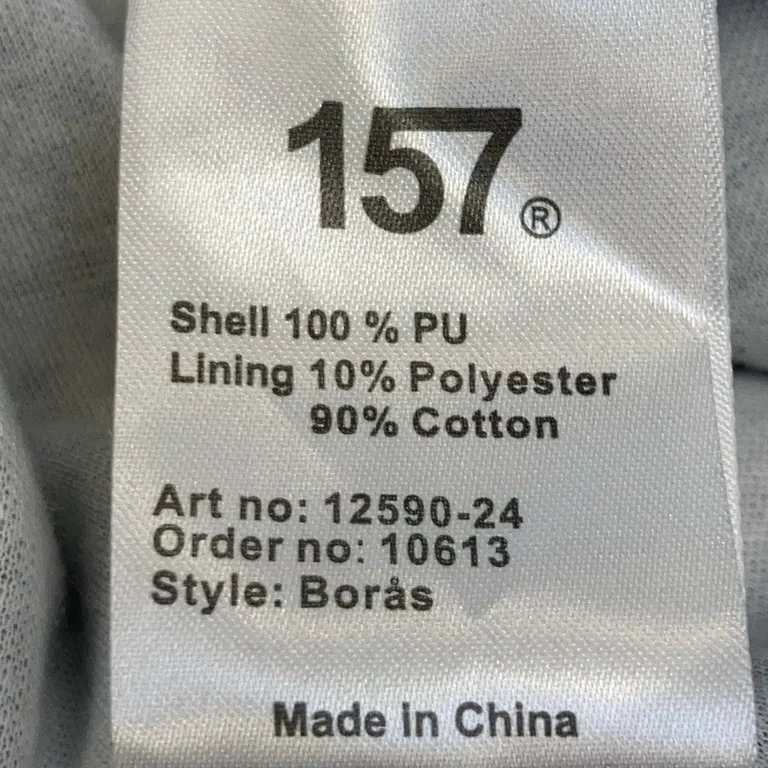 157®
Shell 100 % PU
Lining 10% Polyester
90% Cotton
Art no: 12590-24
Order no: 10613
Style: Borås
Made in China